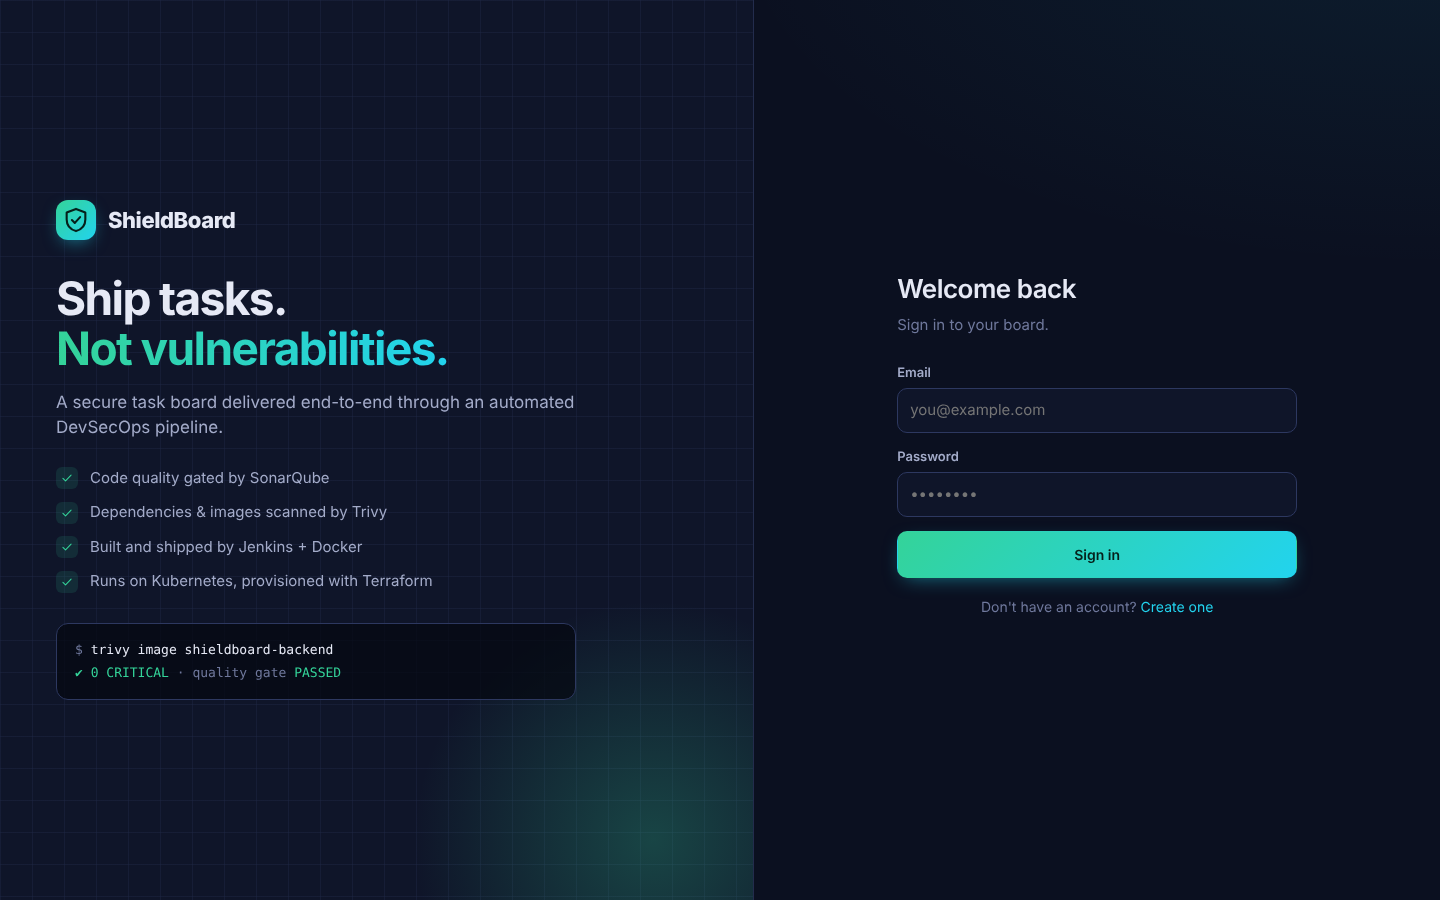 ShieldBoard
Ship tasks.
Not vulnerabilities.
A secure task board delivered end-to-end through an automated
DevSecOps pipeline.
Code quality gated by SonarQube
Dependencies & images scanned by Trivy
Built and shipped by Jenkins + Docker
Runs on Kubernetes, provisioned with Terraform
$ trivy image shieldboard-backend
✔ 0 CRITICAL · quality gate PASSED
Welcome back
Sign in to your board.
Email
you@example.com
Password
••••••••
Sign in
Don't have an account? Create one